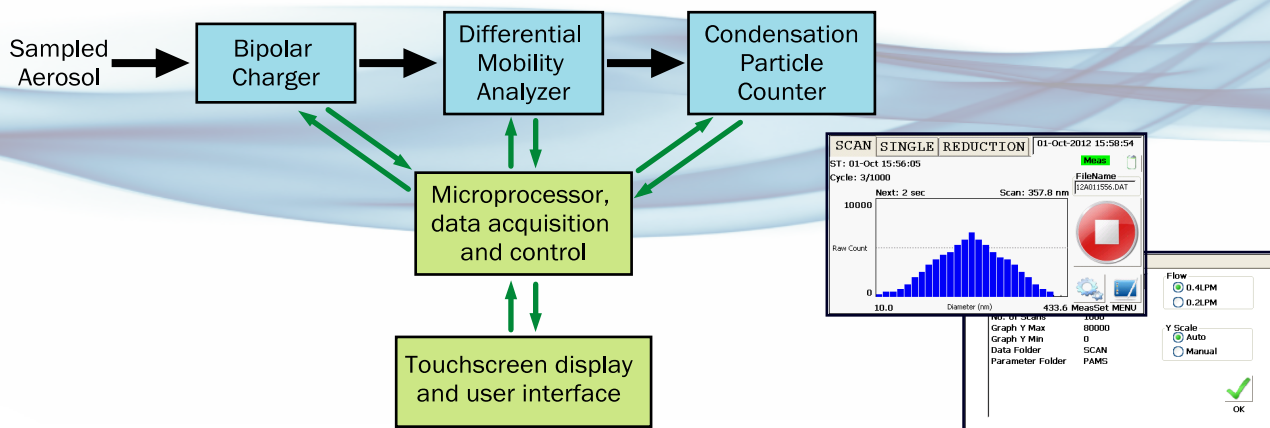 Sampled
Aerosol
Bipolar
Charger
Differential
Mobility
Analyzer
Condensation
Particle
Counter
Microprocessor,
data acquisition
and control
Touchscreen display
and user interface
SCAN SINGLE REDUCTION 01-Oct-2012 15:58:54
ST: 01-Oct 15:56:05 Meas
Cycle: 3/1000 FileName
12A011556.DAT
Next: 2 sec Scan: 357.8 nm
10000
Raw Count
0
10.0 Diameter (nm) 433.6 MeasSet MENU
Flow
0.4LPM
0.2LPM
No. of Scans 1000
Graph Y Max 80000
Graph Y Min 0
Data Folder SCAN
Parameter Folder PAMS
Y Scale
Auto
Manual
OK